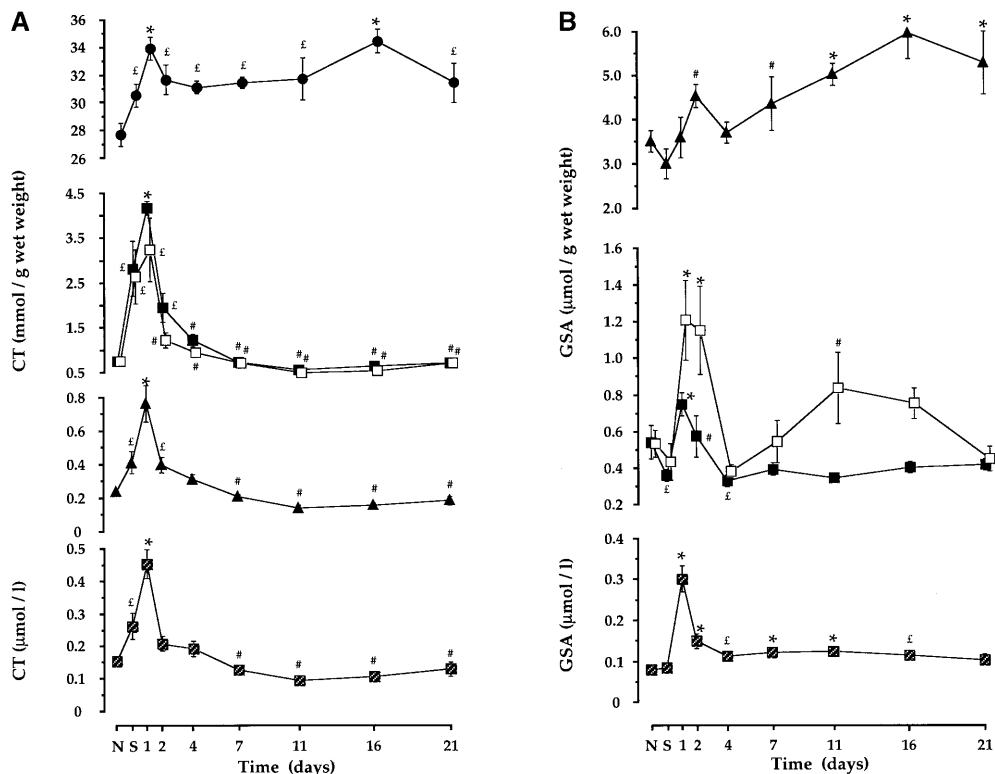 A
36
34
32
30
28
26
* £ £ £ £ £ * £
CT (mmol / g wet weight)
4.5
3.5
2.5
1.5
0.5
* £ £ £ £ # # # # # # # # # # #
0.8
0.6
0.4
0.2
0
* £ £ # # # #
CT (μmol / l)
0.5
0.4
0.3
0.2
0.1
0
* £ # # # #
N S 1 2 4 7 11 16 21
Time (days)
B
6.0
5.0
4.0
3.0
2.0
# # * * *
GSA (μmol / g wet weight)
1.6
1.4
1.2
1.0
0.8
0.6
0.4
0.2
* * # * # £ £
GSA (μmol / l)
0.4
0.3
0.2
0.1
0
* * £ * * £
N S 1 2 4 7 11 16 21
Time (days)